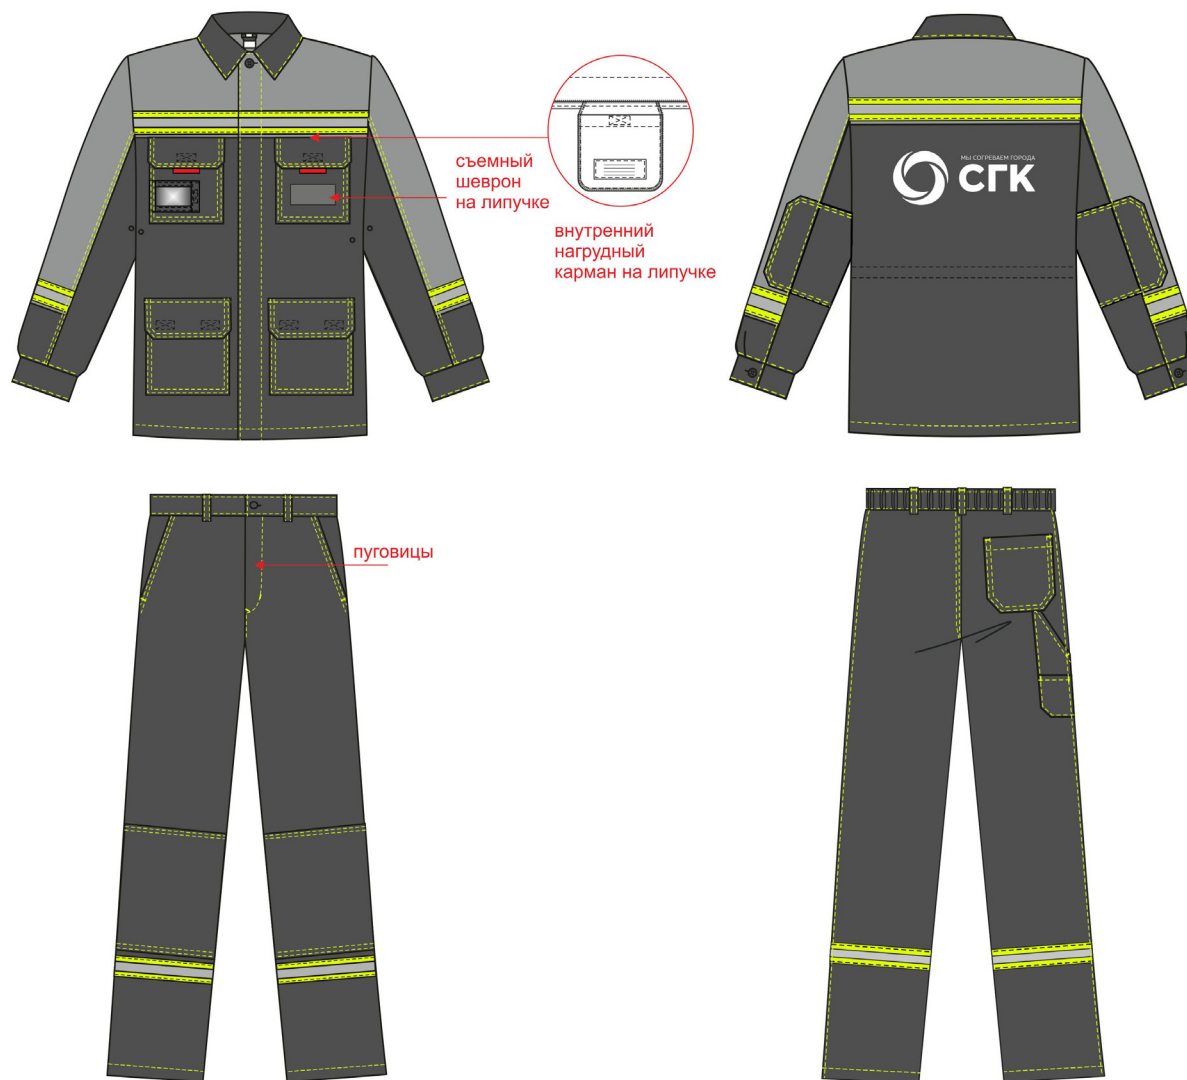 съемный
шеврон
на липучке
внутренний
нагрудный
карман на липучке
МЫ СОГРЕВАЕМ ГОРОДА
СГК
пуговицы